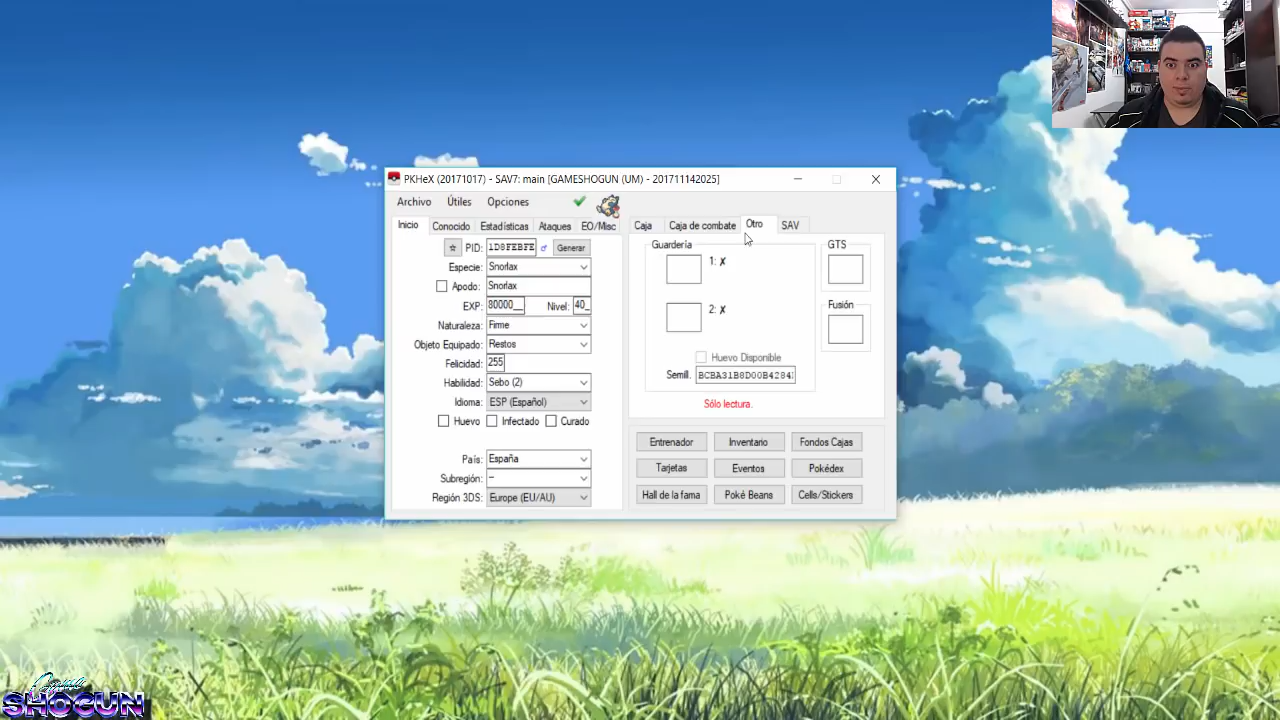 PKHeX (20171017) - SAV7: main [GAMESHOGUN (UM) - 201711142025]
Archivo Útiles Opciones
Inicio Conocido Estadísticas Ataques EO/Misc
PID: 1D8FEBFE Generar
Especie: Snorlax
Apodo: Snorlax
EXP: 80000__ Nivel: 40_
Naturaleza: Firme
Objeto Equipado: Restos
Felicidad: 255
Habilidad: Sebo (2)
Idioma: ESP (Español)
Huevo Infectado Curado
País: España
Subregión: --
Región 3DS: Europe (EU/AU)
Caja Caja de combate Otro SAV
Guardería
1: ✗
2: ✗
Huevo Disponible
Semill. BCBA31B8D00B4284
Sólo lectura.
GTS
Fusión
Entrenador Inventario Fondos Cajas
Tarjetas Eventos Pokédex
Hall de la fama Poké Beans Cells/Stickers
Game
SHOGUN